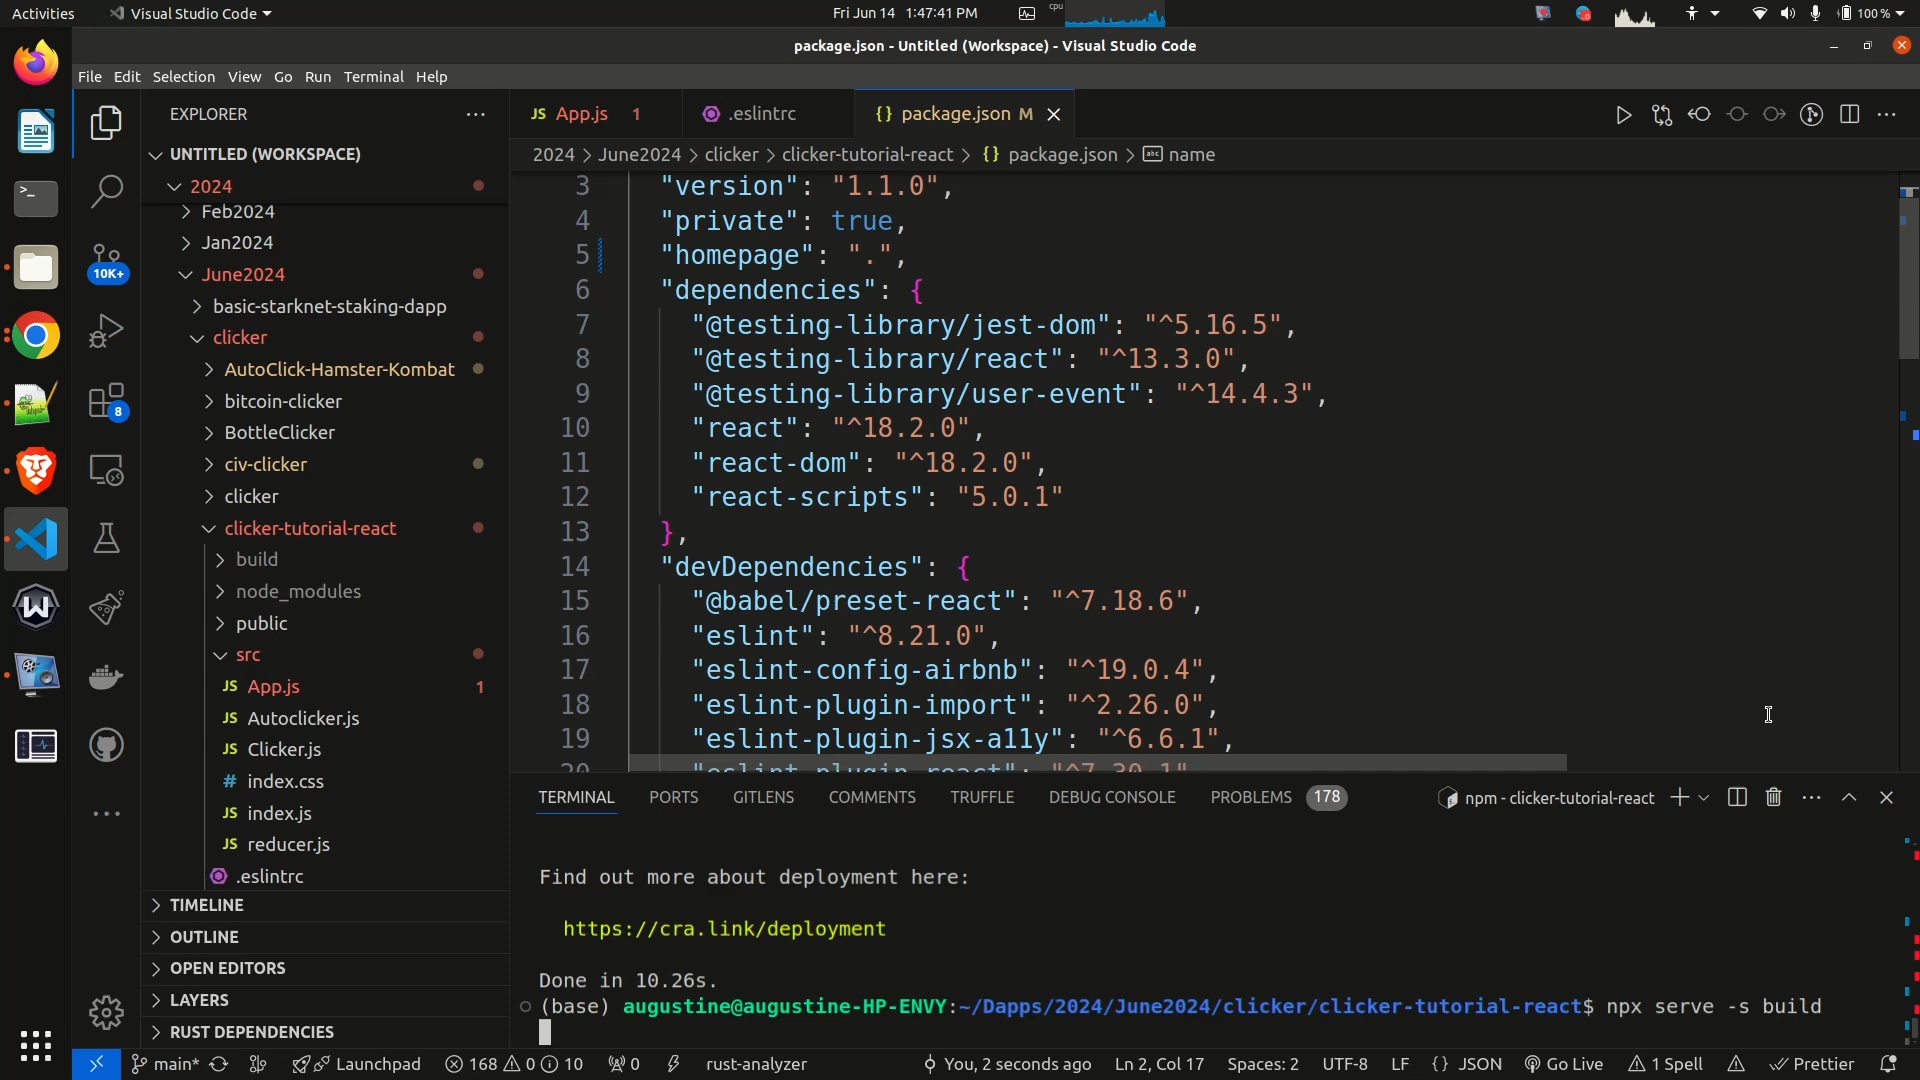 Activities
Visual Studio Code
Fri Jun 14 1:47:41 PM
cpu
100 %
package.json - Untitled (Workspace) - Visual Studio Code
File Edit Selection View Go Run Terminal Help
EXPLORER
UNTITLED (WORKSPACE)
2024
Feb2024
Jan2024
June2024
basic-starknet-staking-dapp
clicker
AutoClick-Hamster-Kombat
bitcoin-clicker
BottleClicker
civ-clicker
clicker
clicker-tutorial-react
build
node_modules
public
src
JS App.js 1
JS Autoclicker.js
JS Clicker.js
# index.css
JS index.js
JS reducer.js
.eslintrc
TIMELINE
OUTLINE
OPEN EDITORS
LAYERS
RUST DEPENDENCIES
10K+
8
JS App.js 1
.eslintrc
{} package.json M
2024 > June2024 > clicker > clicker-tutorial-react > {} package.json > abc name
3 "version": "1.1.0",
4 "private": true,
5 "homepage": ".",
6 "dependencies": {
7 "@testing-library/jest-dom": "^5.16.5",
8 "@testing-library/react": "^13.3.0",
9 "@testing-library/user-event": "^14.4.3",
10 "react": "^18.2.0",
11 "react-dom": "^18.2.0",
12 "react-scripts": "5.0.1"
13 },
14 "devDependencies": {
15 "@babel/preset-react": "^7.18.6",
16 "eslint": "^8.21.0",
17 "eslint-config-airbnb": "^19.0.4",
18 "eslint-plugin-import": "^2.26.0",
19 "eslint-plugin-jsx-a11y": "^6.6.1",
20 "eslint-plugin-react": "^7.30.1"
TERMINAL PORTS GITLENS COMMENTS TRUFFLE DEBUG CONSOLE PROBLEMS 178
npm - clicker-tutorial-react
Find out more about deployment here:
https://cra.link/deployment
Done in 10.26s.
(base) augustine@augustine-HP-ENVY:~/Dapps/2024/June2024/clicker/clicker-tutorial-react$ npx serve -s build
main* Launchpad 168 0 10 0 rust-analyzer You, 2 seconds ago Ln 2, Col 17 Spaces: 2 UTF-8 LF {} JSON Go Live 1 Spell Prettier